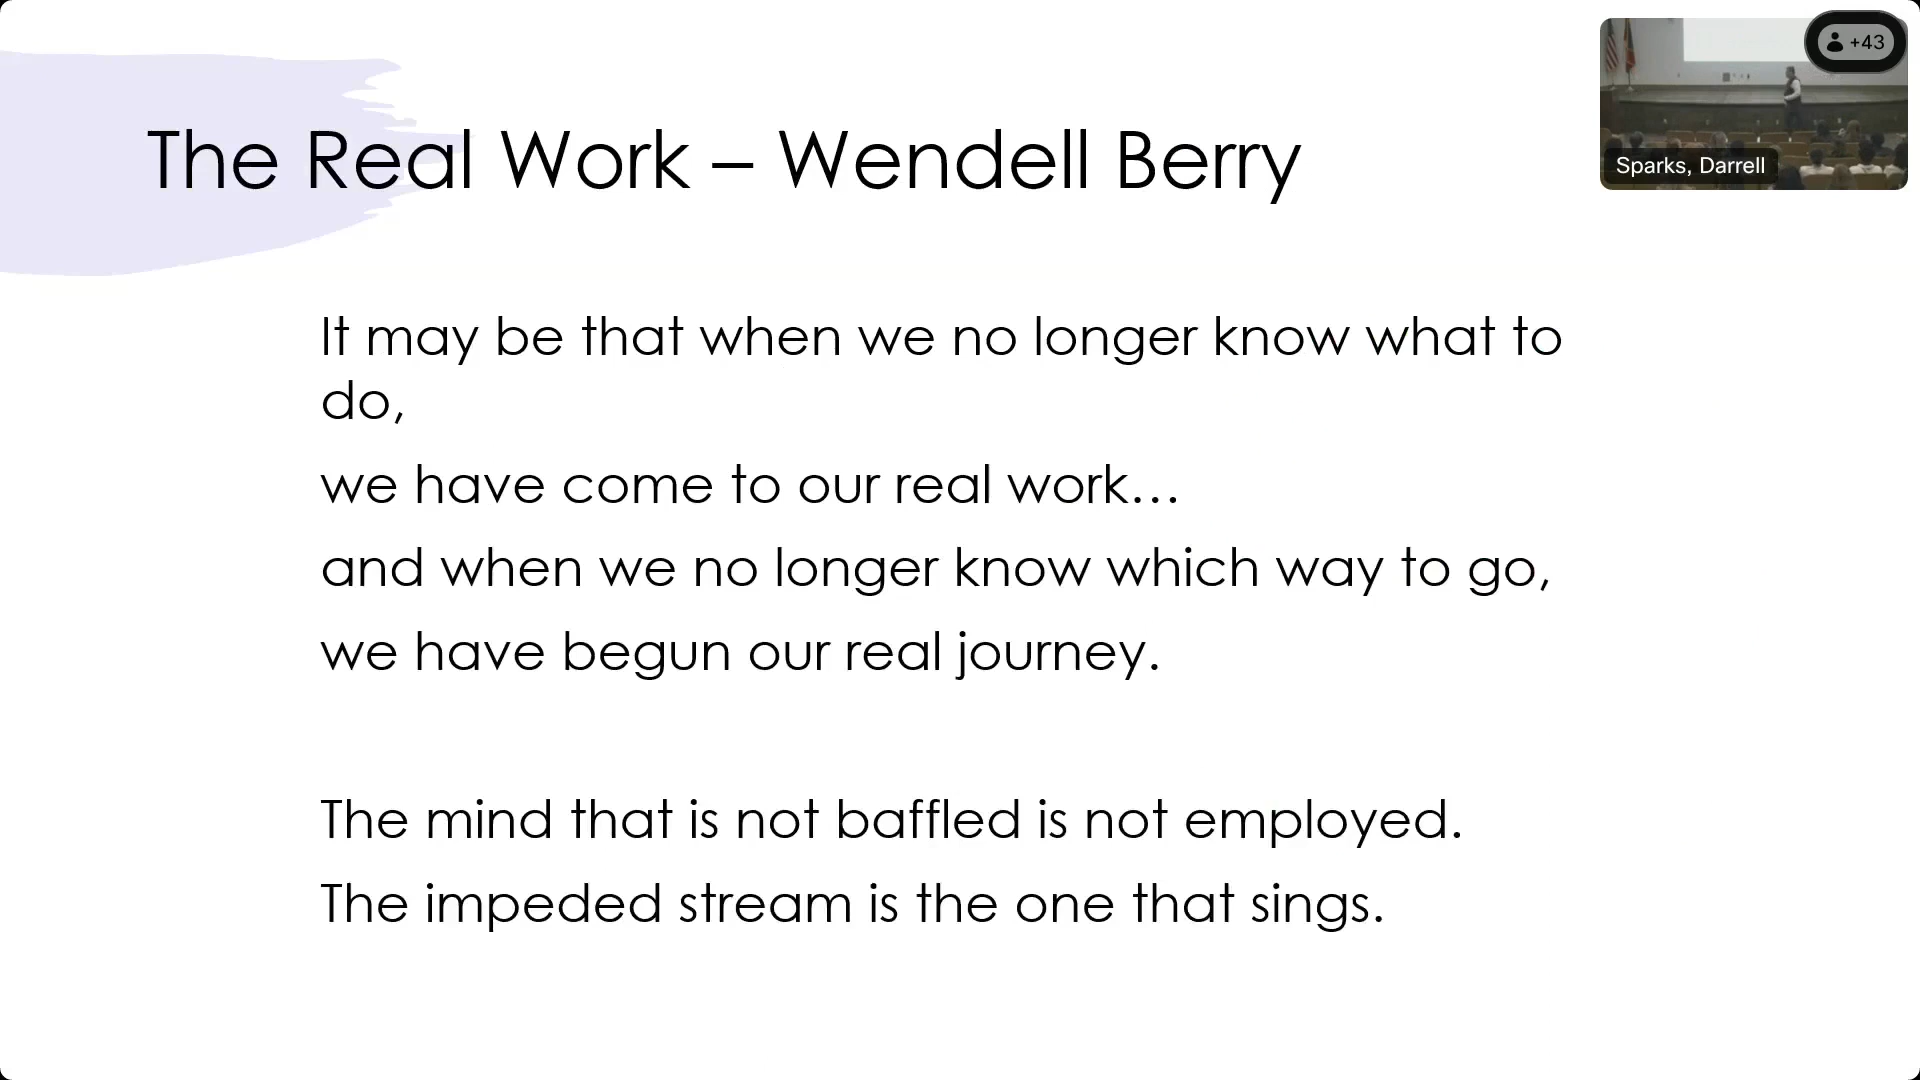 +43
The Real Work – Wendell Berry
Sparks, Darrell
It may be that when we no longer know what to
do,
we have come to our real work…
and when we no longer know which way to go,
we have begun our real journey.
The mind that is not baffled is not employed.
The impeded stream is the one that sings.